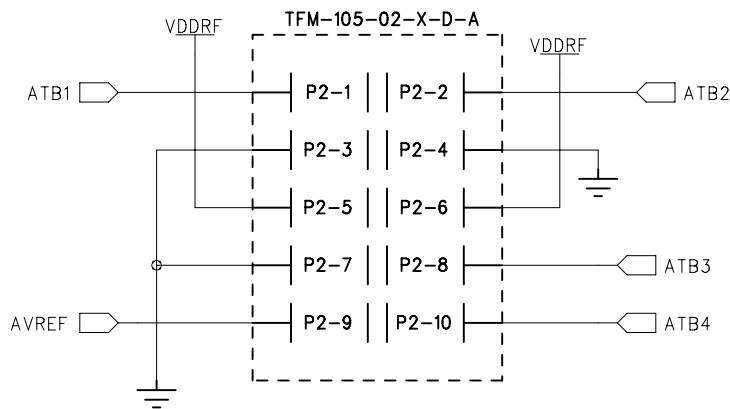 TFM-105-02-X-D-A
VDDRF
VDDRF
ATB1
P2-1
P2-2
ATB2
P2-3
P2-4
P2-5
P2-6
P2-7
P2-8
ATB3
AVREF
P2-9
P2-10
ATB4